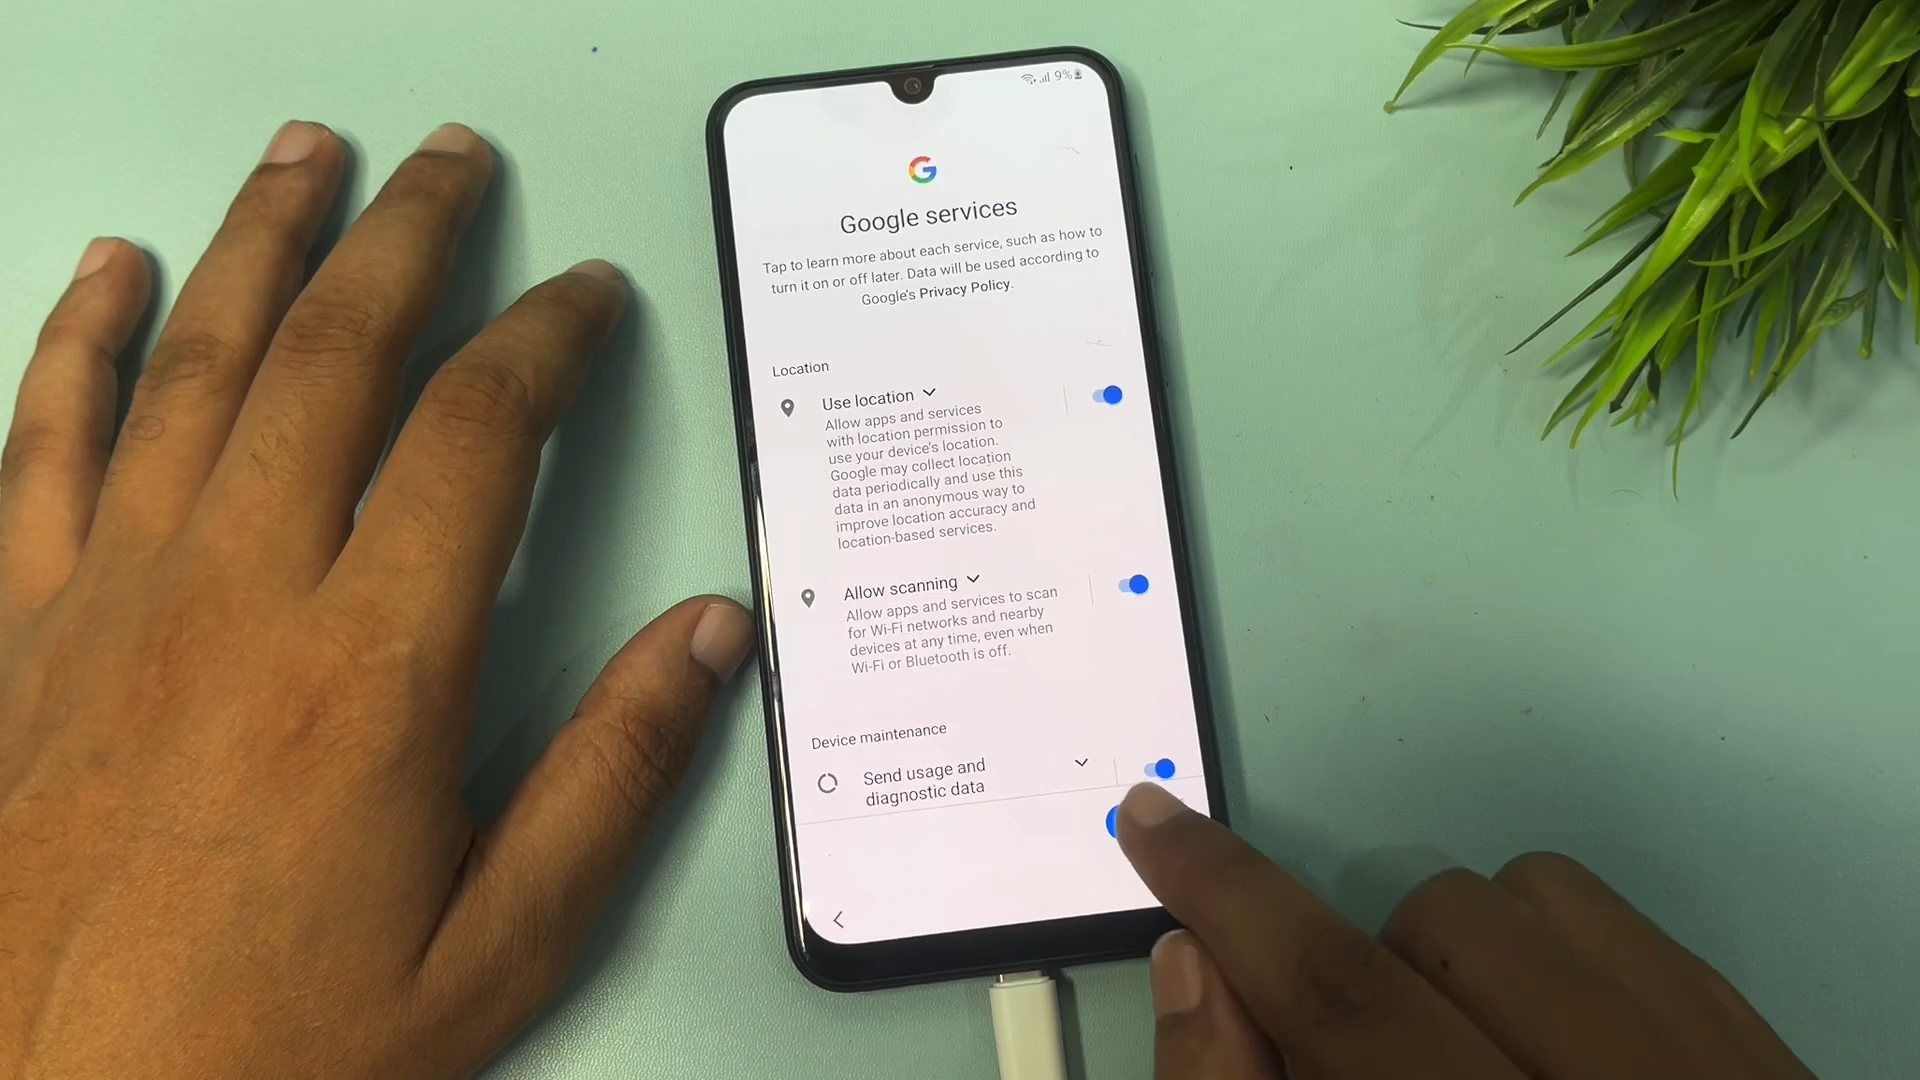 9%
Google services
Tap to learn more about each service, such as how to
turn it on or off later. Data will be used according to
Google's Privacy Policy.
Location
Use location
Allow apps and services
with location permission to
use your device's location.
Google may collect location
data periodically and use this
data in an anonymous way to
improve location accuracy and
location-based services.
Allow scanning
Allow apps and services to scan
for Wi-Fi networks and nearby
devices at any time, even when
Wi-Fi or Bluetooth is off.
Device maintenance
Send usage and
diagnostic data